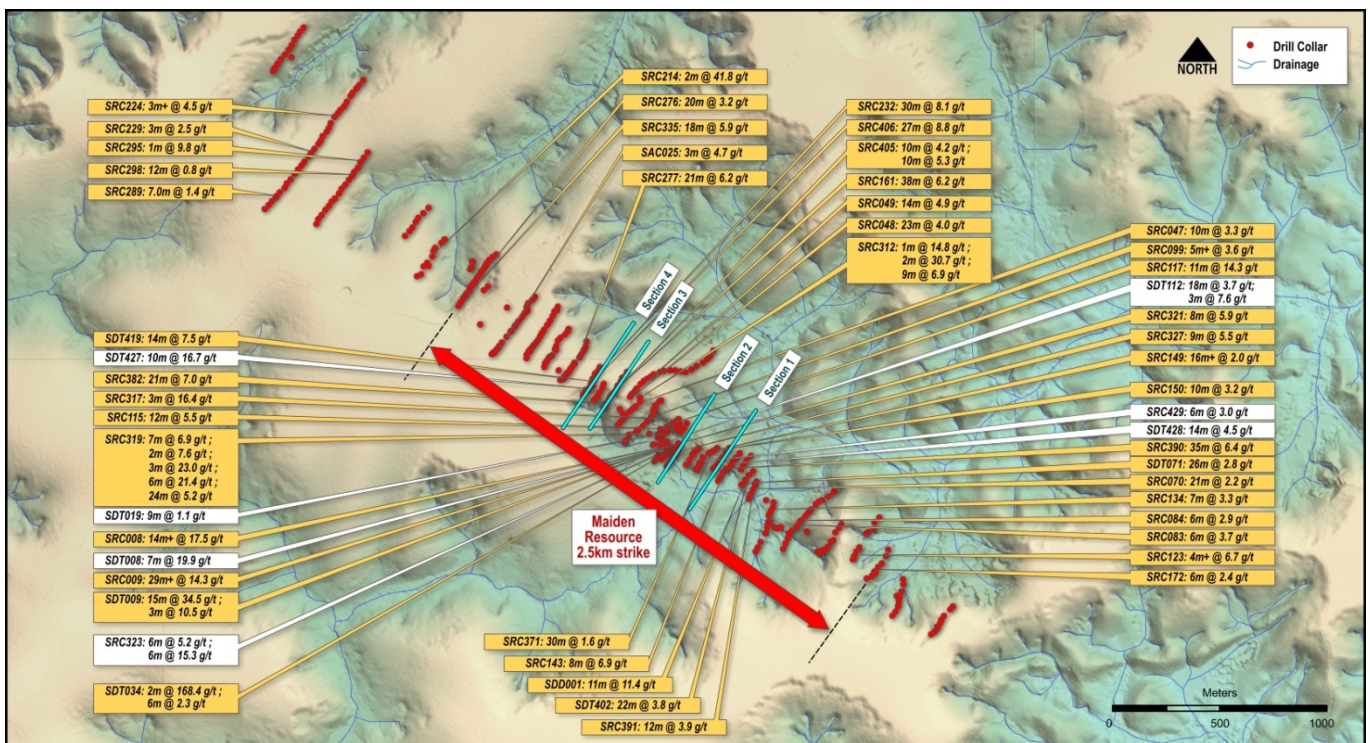 NORTH
Drill Collar
Drainage
SRC224: 3m+ @ 4.5 g/t
SRC229: 3m @ 2.5 g/t
SRC295: 1m @ 9.8 g/t
SRC298: 12m @ 0.8 g/t
SRC289: 7.0m @ 1.4 g/t
SRC214: 2m @ 41.8 g/t
SRC276: 20m @ 3.2 g/t
SRC335: 18m @ 5.9 g/t
SAC025: 3m @ 4.7 g/t
SRC277: 21m @ 6.2 g/t
SRC232: 30m @ 8.1 g/t
SRC406: 27m @ 8.8 g/t
SRC405: 10m @ 4.2 g/t ;
10m @ 5.3 g/t
SRC161: 38m @ 6.2 g/t
SRC049: 14m @ 4.9 g/t
SRC048: 23m @ 4.0 g/t
SRC312: 1m @ 14.8 g/t ;
2m @ 30.7 g/t ;
9m @ 6.9 g/t
SRC047: 10m @ 3.3 g/t
SRC099: 5m+ @ 3.6 g/t
SRC117: 11m @ 14.3 g/t
SDT112: 18m @ 3.7 g/t;
3m @ 7.6 g/t
SRC321: 8m @ 5.9 g/t
SRC327: 9m @ 5.5 g/t
SRC149: 16m+ @ 2.0 g/t
SRC150: 10m @ 3.2 g/t
SRC429: 6m @ 3.0 g/t
SDT428: 14m @ 4.5 g/t
SRC390: 35m @ 6.4 g/t
SDT071: 26m @ 2.8 g/t
SRC070: 21m @ 2.2 g/t
SRC134: 7m @ 3.3 g/t
SRC084: 6m @ 2.9 g/t
SRC083: 6m @ 3.7 g/t
SRC123: 4m+ @ 6.7 g/t
SRC172: 6m @ 2.4 g/t
Section 4
Section 3
Section 2
Section 1
SDT419: 14m @ 7.5 g/t
SDT427: 10m @ 16.7 g/t
SRC382: 21m @ 7.0 g/t
SRC317: 3m @ 16.4 g/t
SRC115: 12m @ 5.5 g/t
SRC319: 7m @ 6.9 g/t ;
2m @ 7.6 g/t ;
3m @ 23.0 g/t ;
6m @ 21.4 g/t ;
24m @ 5.2 g/t
SDT019: 9m @ 1.1 g/t
SRC008: 14m+ @ 17.5 g/t
SDT008: 7m @ 19.9 g/t
SRC009: 29m+ @ 14.3 g/t
SDT009: 15m @ 34.5 g/t ;
3m @ 10.5 g/t
SRC323: 6m @ 5.2 g/t ;
6m @ 15.3 g/t
SDT034: 2m @ 168.4 g/t ;
6m @ 2.3 g/t
Maiden
Resource
2.5km strike
SRC371: 30m @ 1.6 g/t
SRC143: 8m @ 6.9 g/t
SDD001: 11m @ 11.4 g/t
SDT402: 22m @ 3.8 g/t
SRC391: 12m @ 3.9 g/t
Meters
0 500 1000